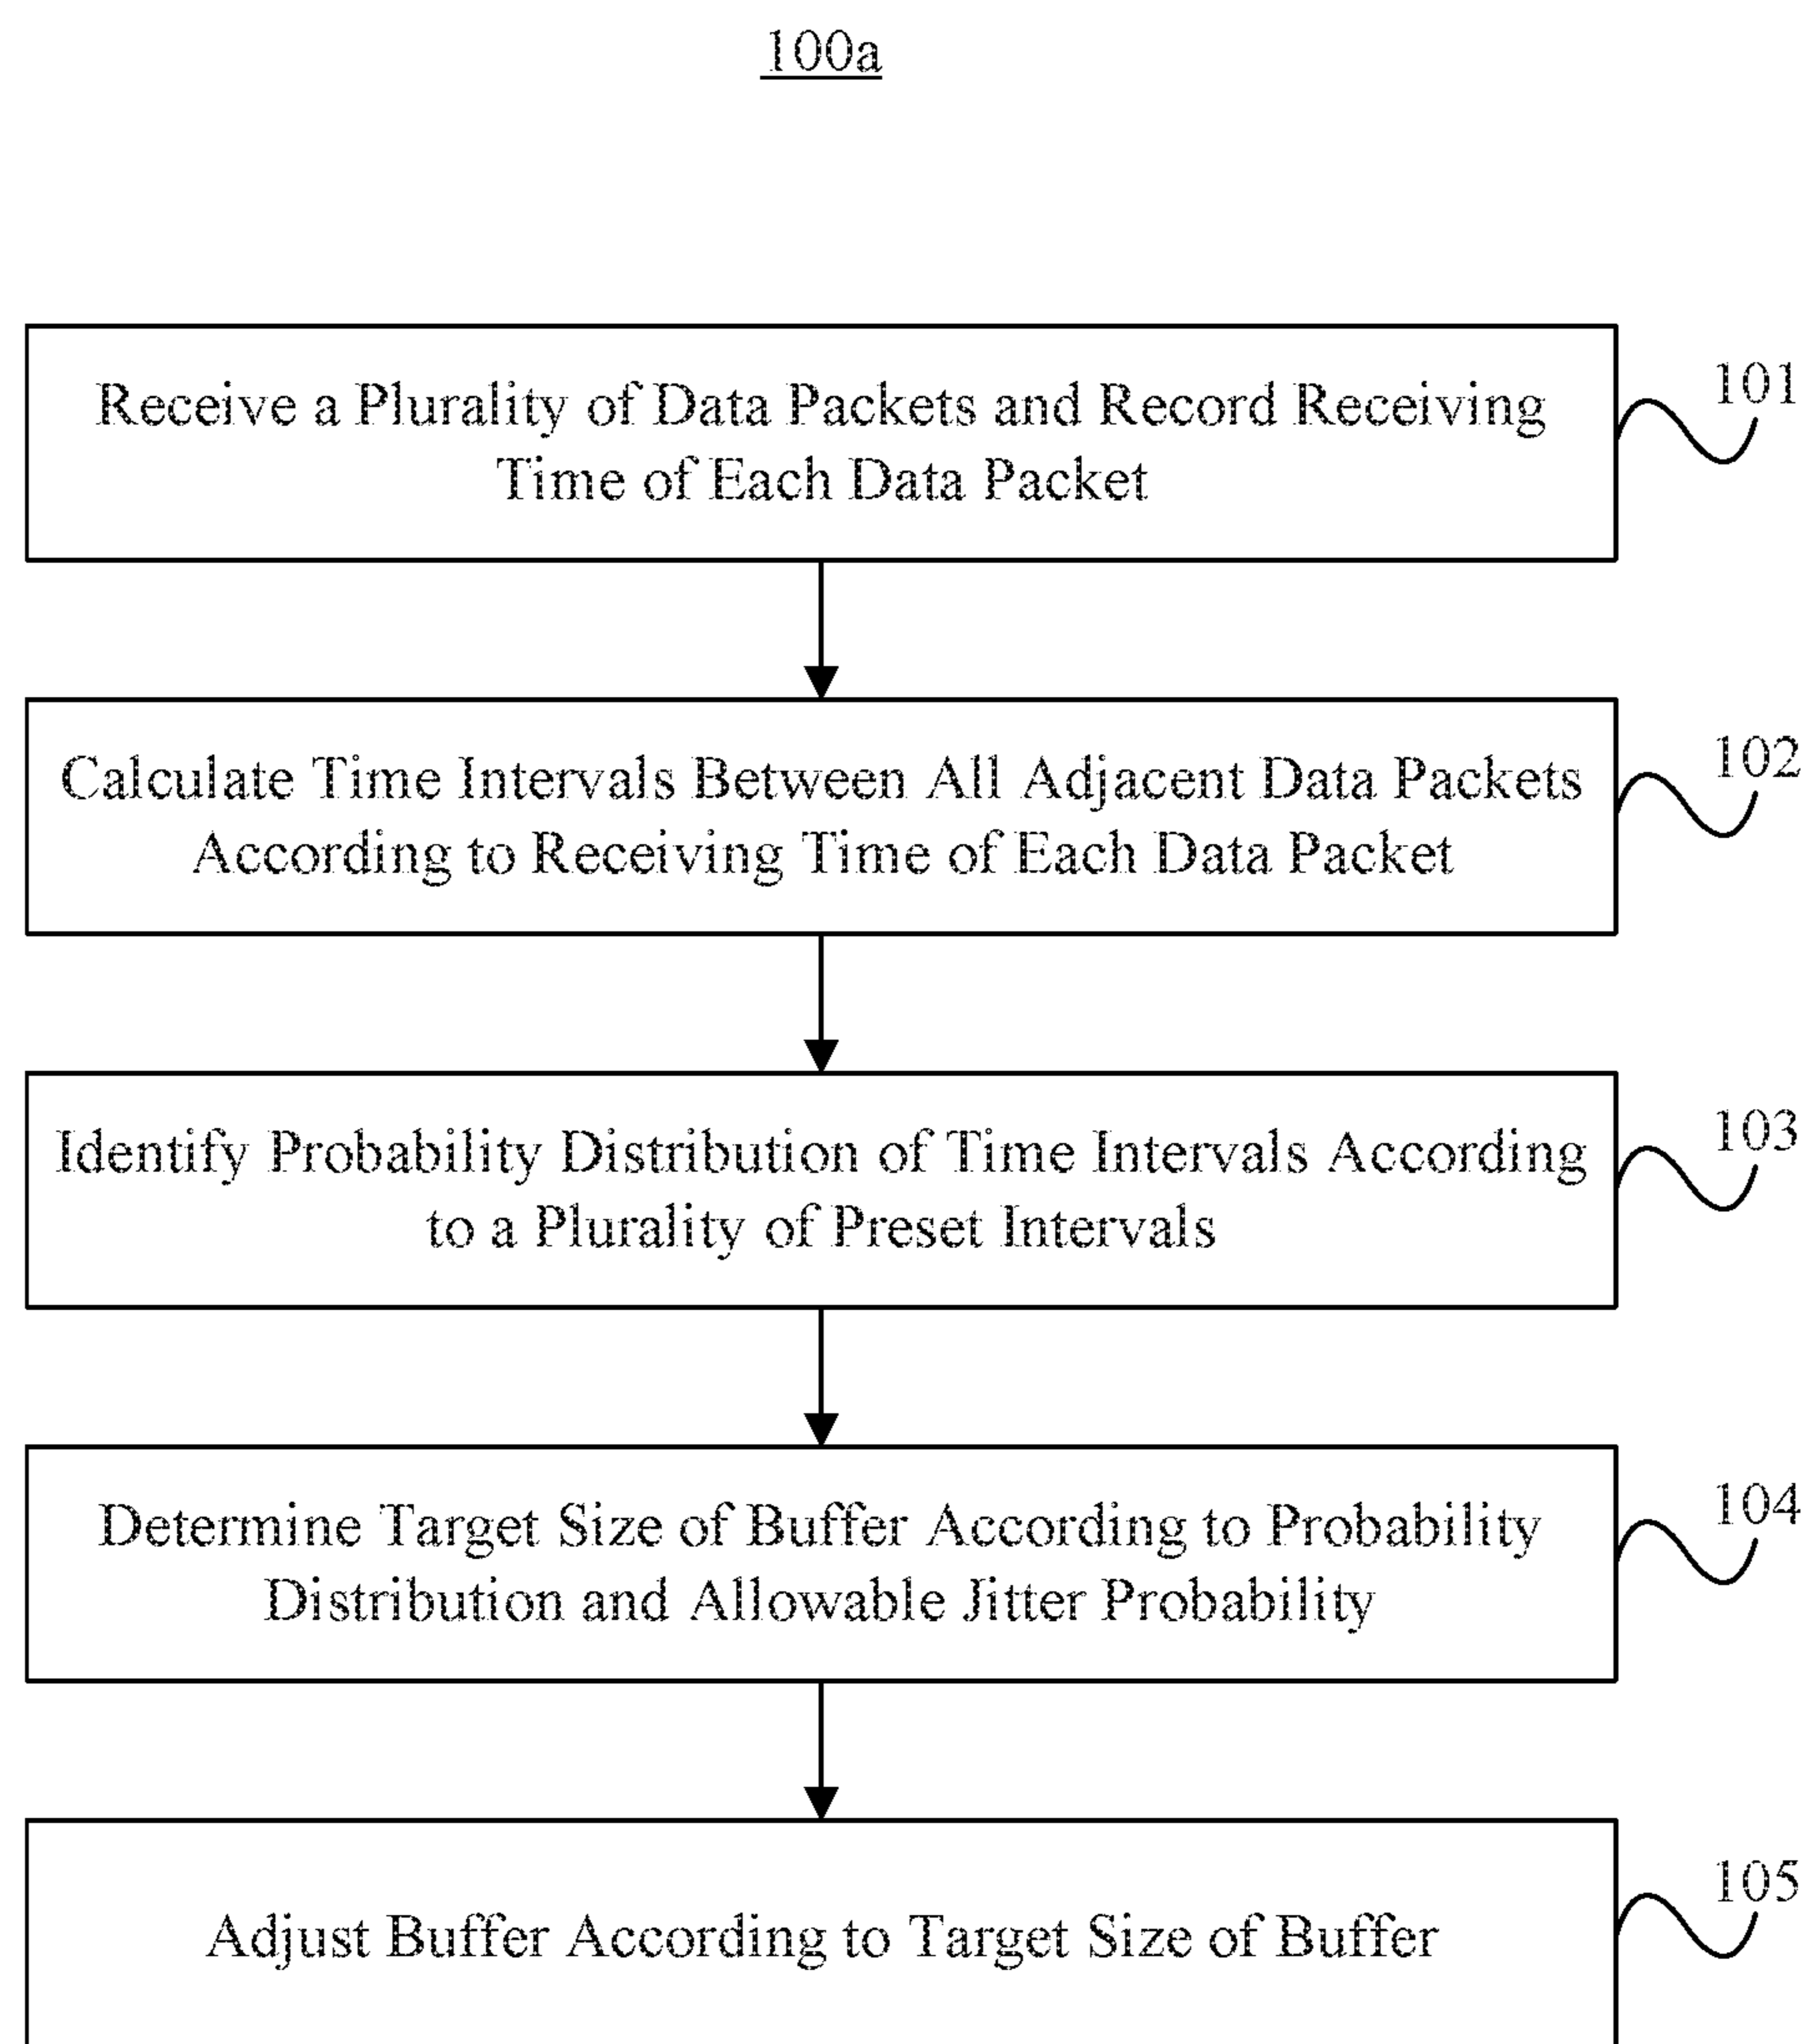 100a
Receive a Plurality of Data Packets and Record Receiving
Time of Each Data Packet
101
Calculate Time Intervals Between All Adjacent Data Packets
According to Receiving Time of Each Data Packet
102
Identify Probability Distribution of Time Intervals According
to a Plurality of Preset Intervals
103
Determine Target Size of Buffer According to Probability
Distribution and Allowable Jitter Probability
104
Adjust Buffer According to Target Size of Buffer
105